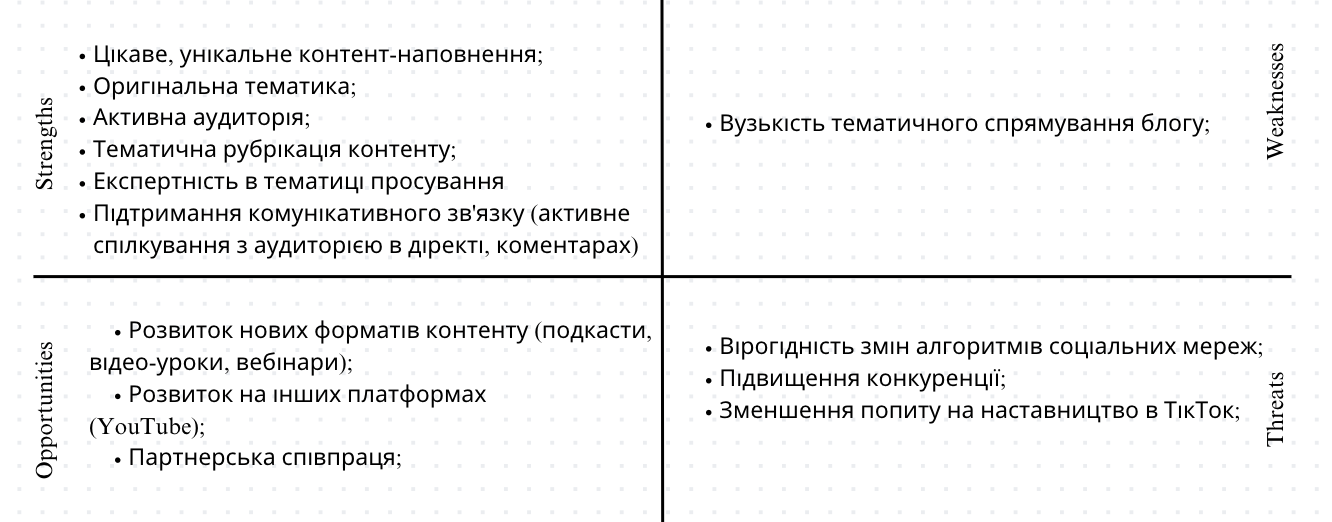 Strengths
• Цікаве, унікальне контент-наповнення;
• Оригінальна тематика;
• Активна аудиторія;
• Тематична рубрікація контенту;
• Експертність в тематиці просування
• Підтримання комунікативного зв'язку (активне
спілкування з аудиторією в діректі, коментарах)
Weaknesses
• Вузькість тематичного спрямування блогу;
Opportunities
• Розвиток нових форматів контенту (подкасти,
відео-уроки, вебінари);
• Розвиток на інших платформах
(YouTube);
• Партнерська співпраця;
Threats
• Вірогідність змін алгоритмів соціальних мереж;
• Підвищення конкуренції;
• Зменшення попиту на наставництво в ТікТок;